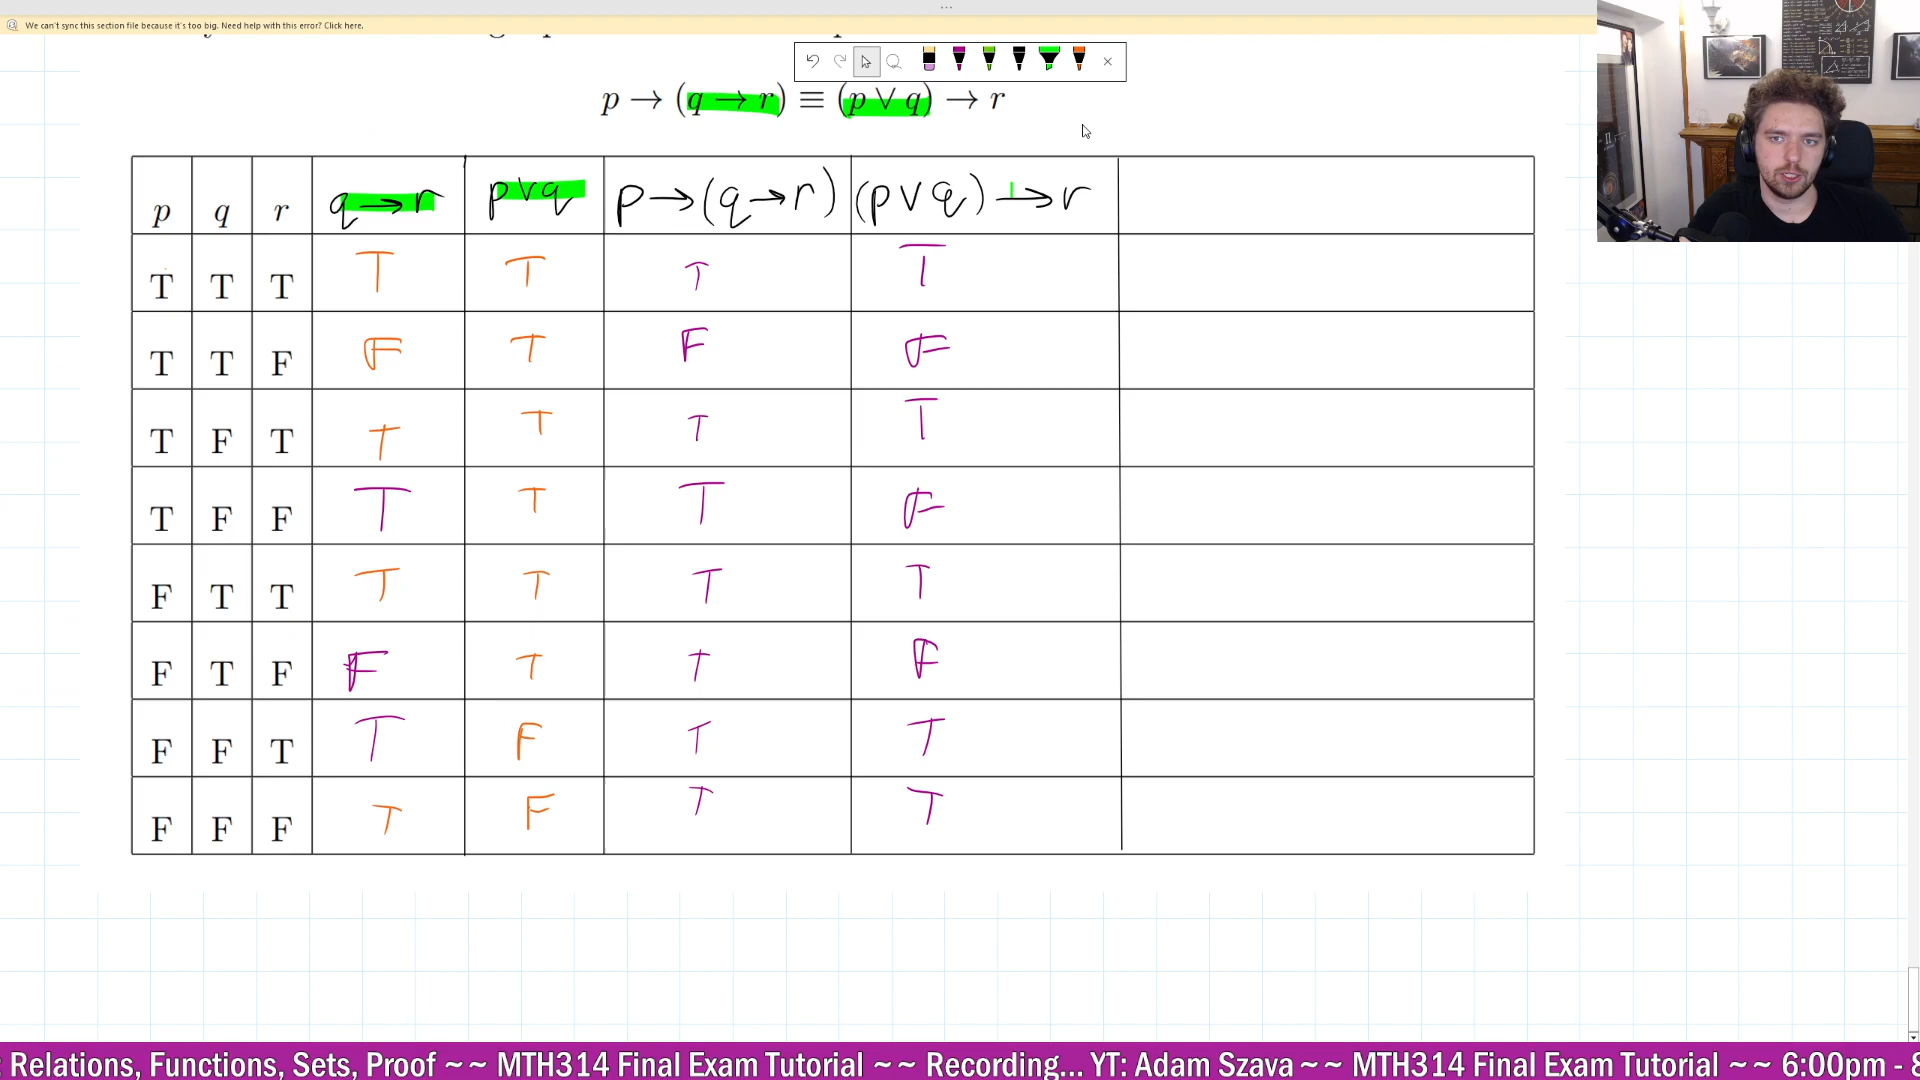 We can't sync this section file because it's too big. Need help with this error? Click here.
p → (q → r) ≡ (p ∨ q) → r
p q r q→r p∨q p→(q→r) (p∨q)→r
T T T T T T T
T T F F T F F
T F T T T T T
T F F T T T F
F T T T T T T
F T F F T T F
F F T T F T T
F F F T F T T
: Relations, Functions, Sets, Proof ~~ MTH314 Final Exam Tutorial ~~ Recording... YT: Adam Szava ~~ MTH314 Final Exam Tutorial ~~ 6:00pm - 8